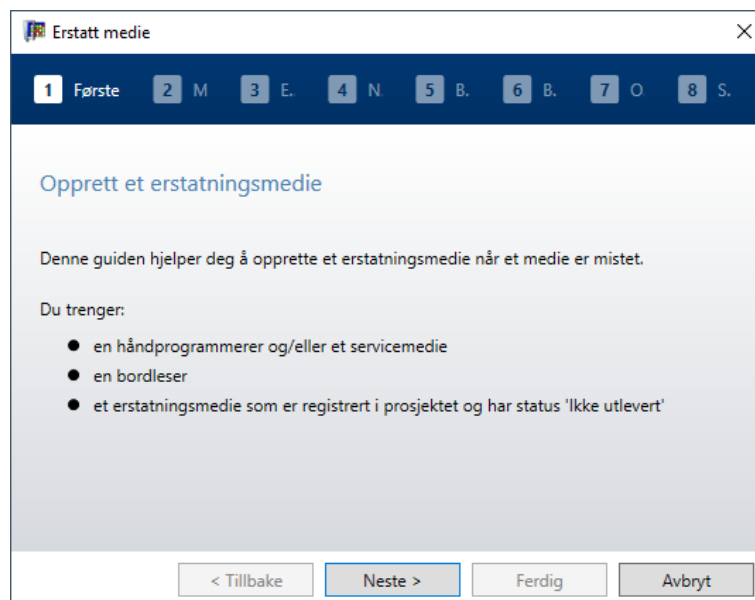 Erstatt medie
1 Første 2 M 3 E. 4 N. 5 B. 6 B. 7 O 8 S.
Opprett et erstatningsmedie
Denne guiden hjelper deg å opprette et erstatningsmedie når et medie er mistet.
Du trenger:
● en håndprogrammerer og/eller et servicemedie
● en bordleser
● et erstatningsmedie som er registrert i prosjektet og har status 'Ikke utlevert'
< Tillbake Neste > Ferdig Avbryt